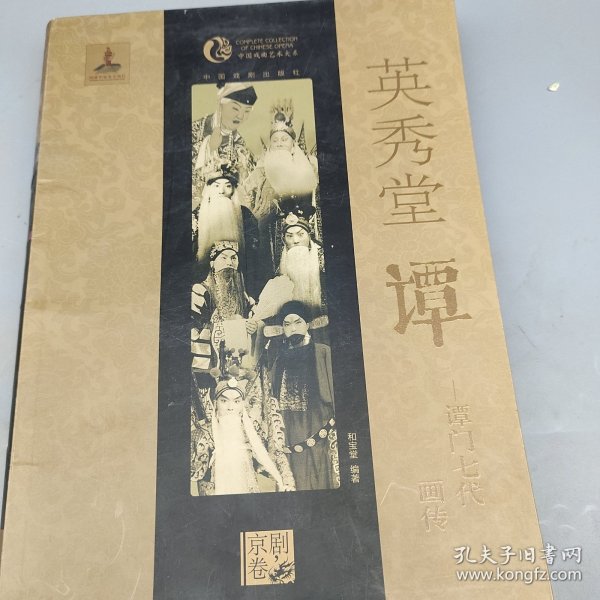 COMPLETE COLLECTION
OF CHINESE OPERA
中国戏曲艺术大系
中国戏剧出版社
英秀堂 谭
—谭门七代
画传
和宝堂 编著
京剧卷
孔夫子旧书网
www.kongfz.com